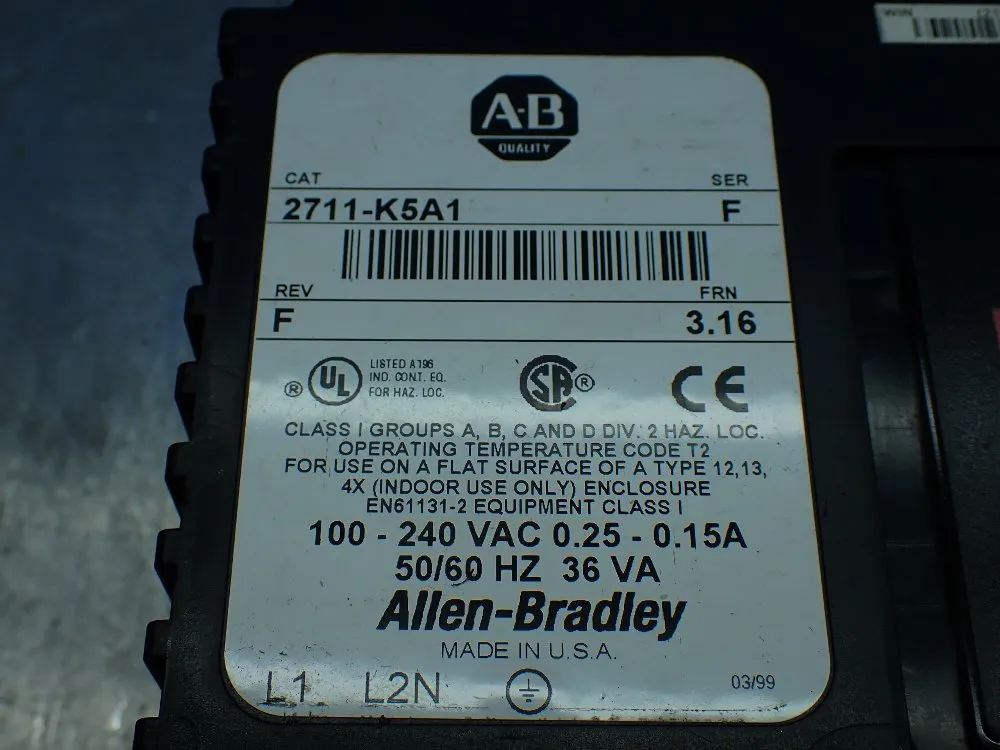 WIN
A-B
QUALITY
CAT SER
2711-K5A1 F
REV FRN
F 3.16
® UL LISTED A196
IND. CONT. EQ.
FOR HAZ. LOC.
SA ® CE
CLASS I GROUPS A, B, C AND D DIV. 2 HAZ. LOC.
OPERATING TEMPERATURE CODE T2
FOR USE ON A FLAT SURFACE OF A TYPE 12,13,
4X (INDOOR USE ONLY) ENCLOSURE
EN61131-2 EQUIPMENT CLASS I
100 - 240 VAC 0.25 - 0.15A
50/60 HZ 36 VA
Allen-Bradley
MADE IN U.S.A.
L1 L2N 03/99